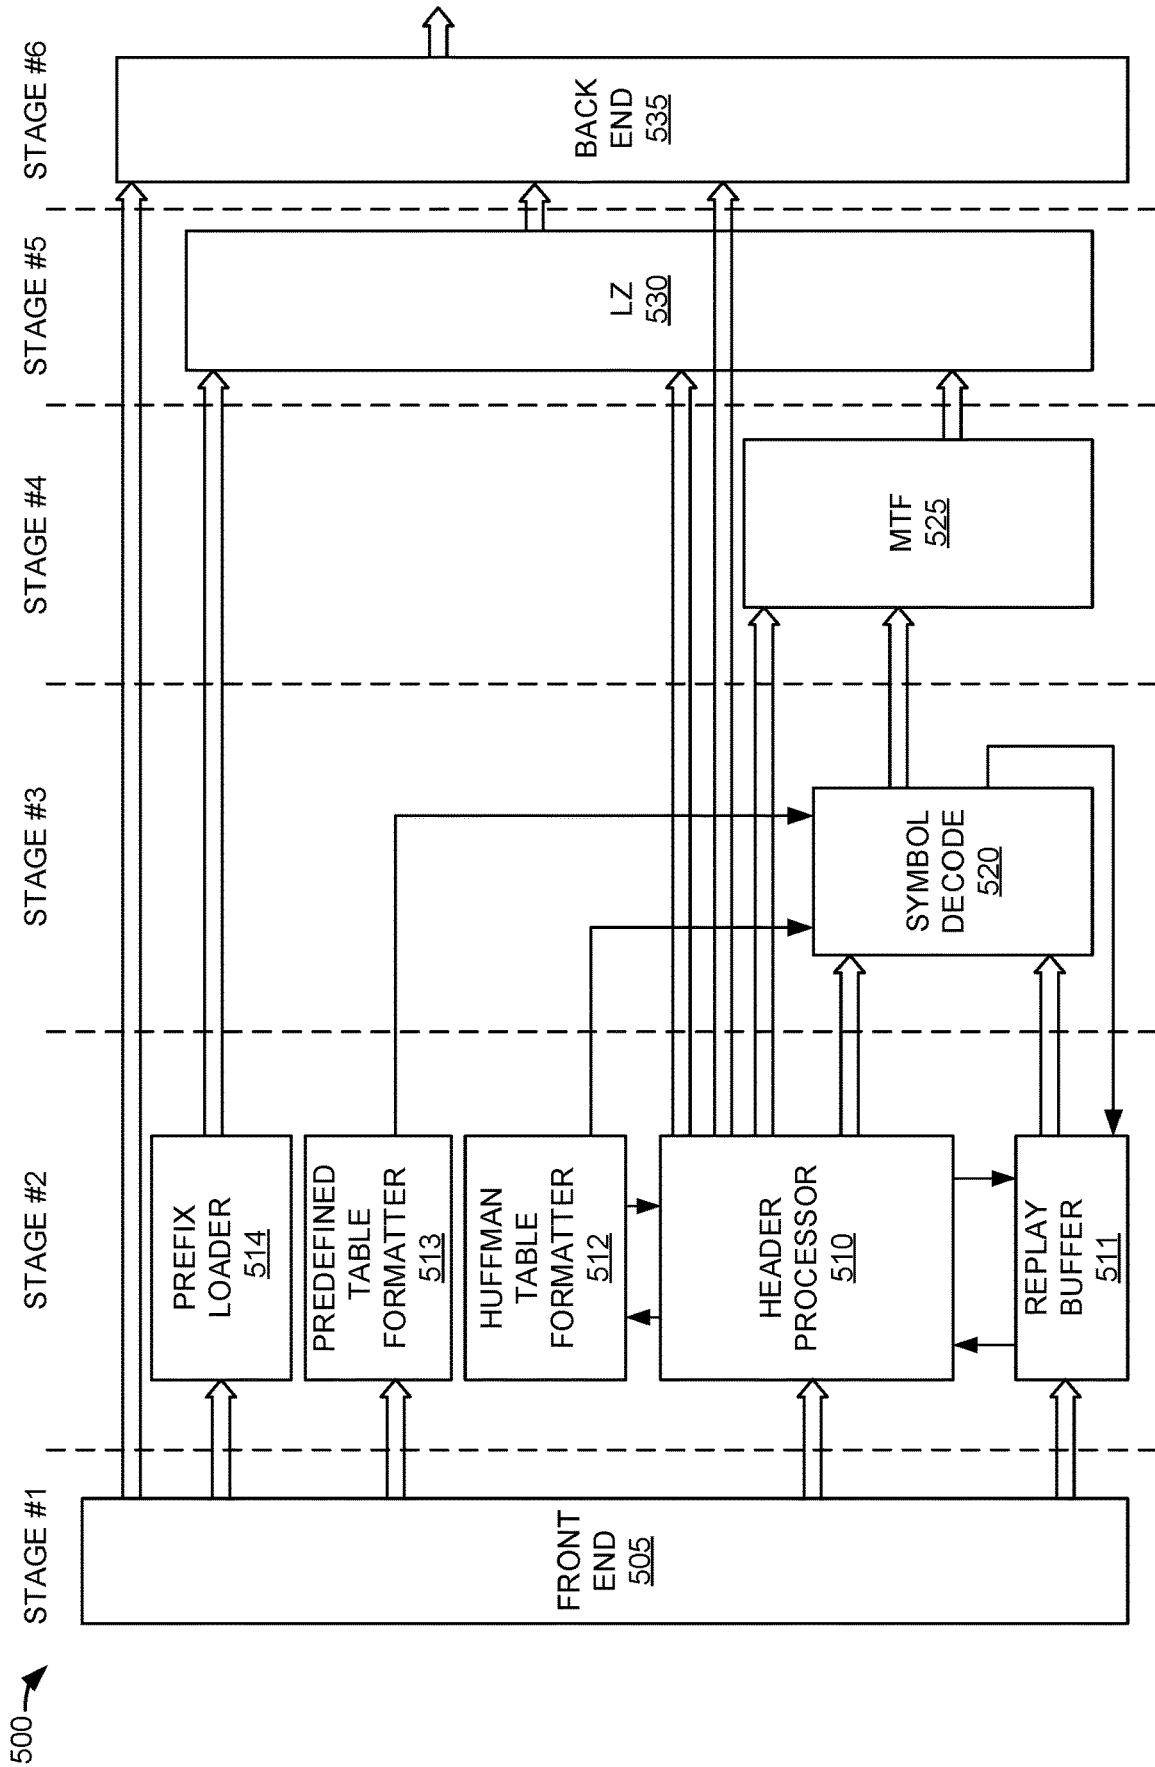 500
STAGE #1
STAGE #2
STAGE #3
STAGE #4
STAGE #5
STAGE #6
FRONT
END
505
PREFIX
LOADER
514
PREDEFINED
TABLE
FORMATTER
513
HUFFMAN
TABLE
FORMATTER
512
HEADER
PROCESSOR
510
REPLAY
BUFFER
511
SYMBOL
DECODE
520
MTF
525
LZ
530
BACK
END
535